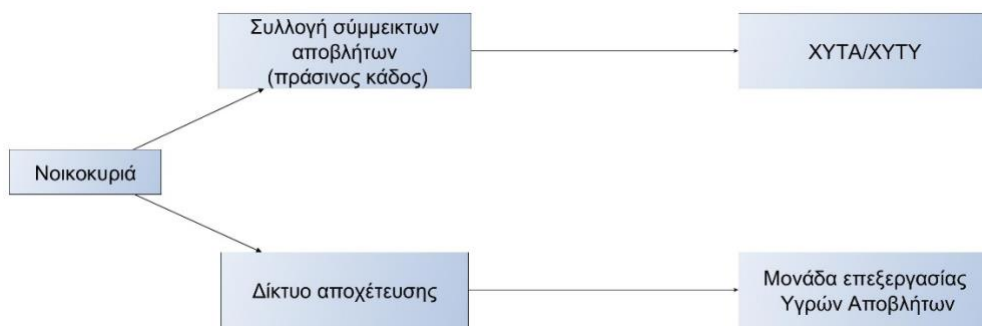 Συλλογή σύμμεικτων
αποβλήτων
(πράσινος κάδος)
ΧΥΤΑ/ΧΥΤΥ
Νοικοκυριά
Δίκτυο αποχέτευσης
Μονάδα επεξεργασίας
Υγρών Αποβλήτων